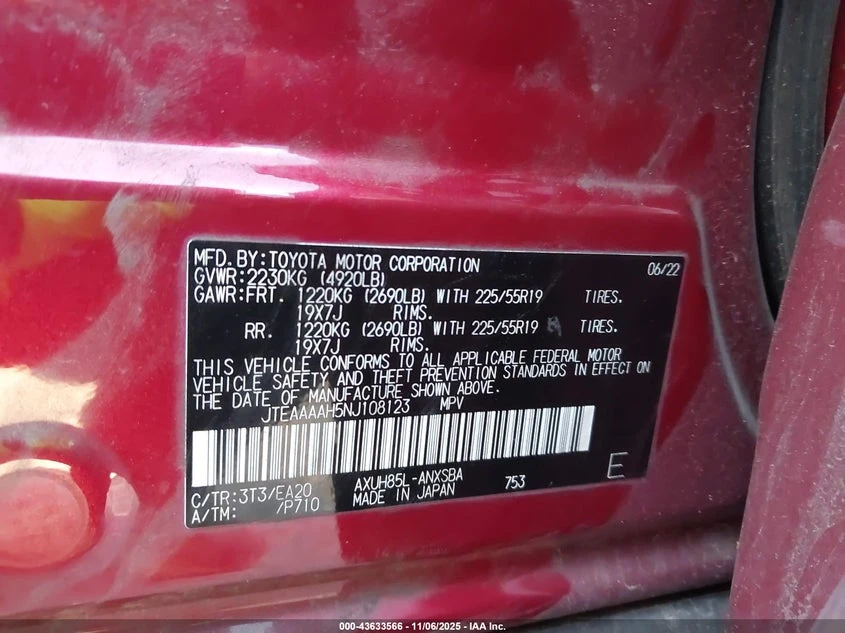 MFD.BY:TOYOTA MOTOR CORPORATION 06/22
GVWR:2230KG (4920LB)
GAWR:FRT. 1220KG (2690LB) WITH 225/55R19 TIRES.
19X7J RIMS.
RR. 1220KG (2690LB) WITH 225/55R19 TIRES.
19X7J RIMS.
THIS VEHICLE CONFORMS TO ALL APPLICABLE FEDERAL MOTOR
VEHICLE SAFETY AND THEFT PREVENTION STANDARDS IN EFFECT ON
THE DATE OF MANUFACTURE SHOWN ABOVE.
JTEAAAAH5NJ108123 MPV
C/TR:3T3/EA20 AXUH85L-ANXSBA 753 E
A/TM: /P710 MADE IN JAPAN
000-43633566 - 11/06/2025 - IAA Inc.